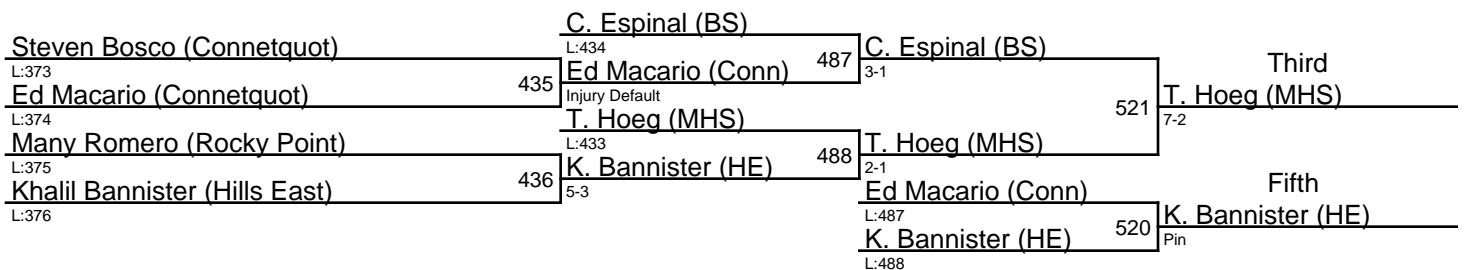 Steven Bosco (Connetquot)
L:373
Ed Macario (Connetquot)
L:374
435
Many Romero (Rocky Point)
L:375
Khalil Bannister (Hills East)
L:376
436
C. Espinal (BS)
L:434
Ed Macario (Conn)
Injury Default
487
T. Hoeg (MHS)
L:433
K. Bannister (HE)
5-3
488
C. Espinal (BS)
3-1
T. Hoeg (MHS)
2-1
521
Ed Macario (Conn)
L:487
K. Bannister (HE)
L:488
520
Third
T. Hoeg (MHS)
7-2
Fifth
K. Bannister (HE)
Pin